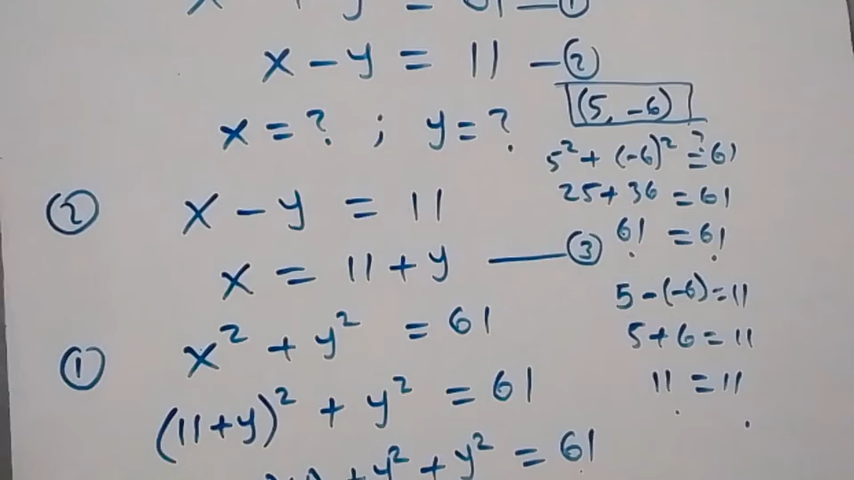 x - y = 11 — ②
x = ? ; y = ?
② x - y = 11
x = 11 + y — ③
① x² + y² = 61
(11+y)² + y² = 61
+ y² + y² = 61
(5, -6)
5² + (-6)² ≟ 61
25 + 36 = 61
61 = 61
5 - (-6) = 11
5 + 6 = 11
11 = 11